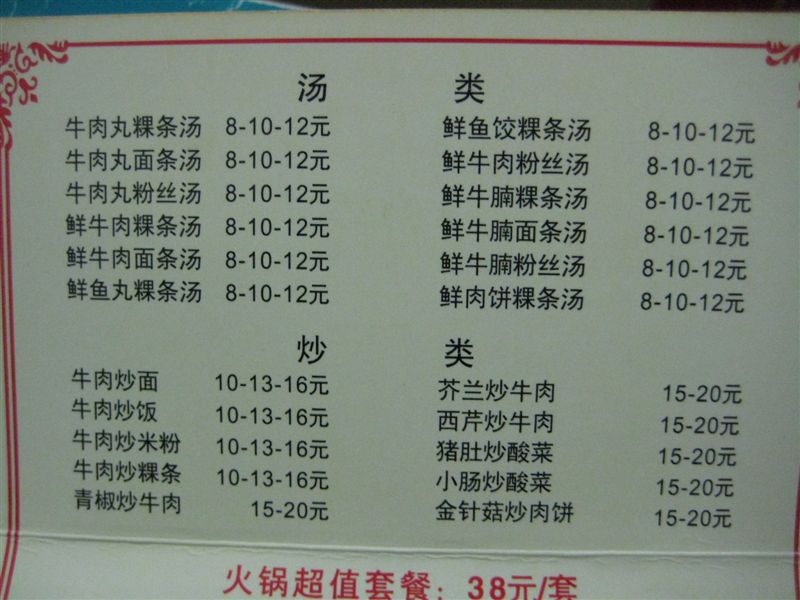 汤 类
牛肉丸粿条汤 8-10-12元 鲜鱼饺粿条汤 8-10-12元
牛肉丸面条汤 8-10-12元 鲜牛肉粉丝汤 8-10-12元
牛肉丸粉丝汤 8-10-12元 鲜牛腩粿条汤 8-10-12元
鲜牛肉粿条汤 8-10-12元 鲜牛腩面条汤 8-10-12元
鲜牛肉面条汤 8-10-12元 鲜牛腩粉丝汤 8-10-12元
鲜鱼丸粿条汤 8-10-12元 鲜肉饼粿条汤 8-10-12元
炒 类
牛肉炒面 10-13-16元 芥兰炒牛肉 15-20元
牛肉炒饭 10-13-16元 西芹炒牛肉 15-20元
牛肉炒米粉 10-13-16元 猪肚炒酸菜 15-20元
牛肉炒粿条 10-13-16元 小肠炒酸菜 15-20元
青椒炒牛肉 15-20元 金针菇炒肉饼 15-20元
火锅超值套餐：38元/套